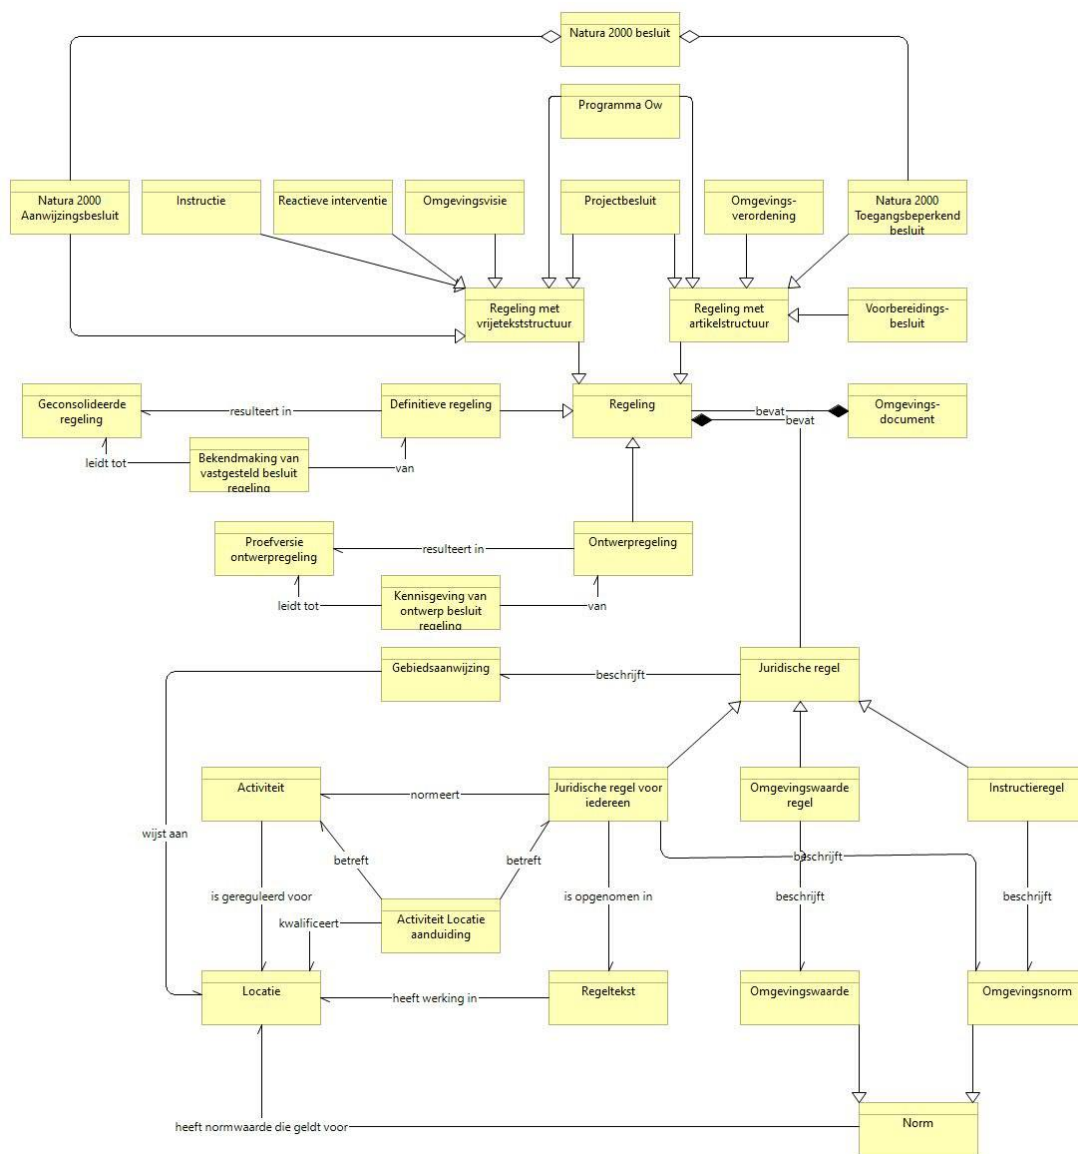 Natura 2000 besluit
Programma Ow
Natura 2000
Aanwijzingsbesluit
Instructie
Reactieve interventie
Omgevingsvisie
Projectbesluit
Omgevings-
verordening
Natura 2000
Toegangsbeperkend
besluit
Regeling met
vrijetekststructuur
Regeling met
artikelstructuur
Voorbereidings-
besluit
Geconsolideerde
regeling
resulteert in
Definitieve regeling
Regeling
bevat
bevat
Omgevings-
document
leidt tot
Bekendmaking van
vastgesteld besluit
regeling
van
Proefversie
ontwerpregeling
resulteert in
Ontwerpregeling
leidt tot
Kennisgeving van
ontwerp besluit
regeling
van
Gebiedsaanwijzing
beschrijft
Juridische regel
Activiteit
normeert
Juridische regel voor
iedereen
Omgevingswaarde
regel
Instructieregel
wijst aan
betreft
betreft
beschrijft
is gereguleerd voor
kwalificeert
Activiteit Locatie
aanduiding
is opgenomen in
beschrijft
beschrijft
Locatie
heeft werking in
Regeltekst
Omgevingswaarde
Omgevingsnorm
heeft normwaarde die geldt voor
Norm